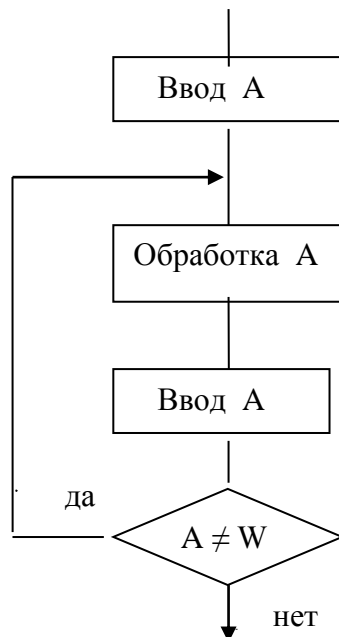 Ввод A
Обработка A
Ввод A
да
A ≠ W
нет